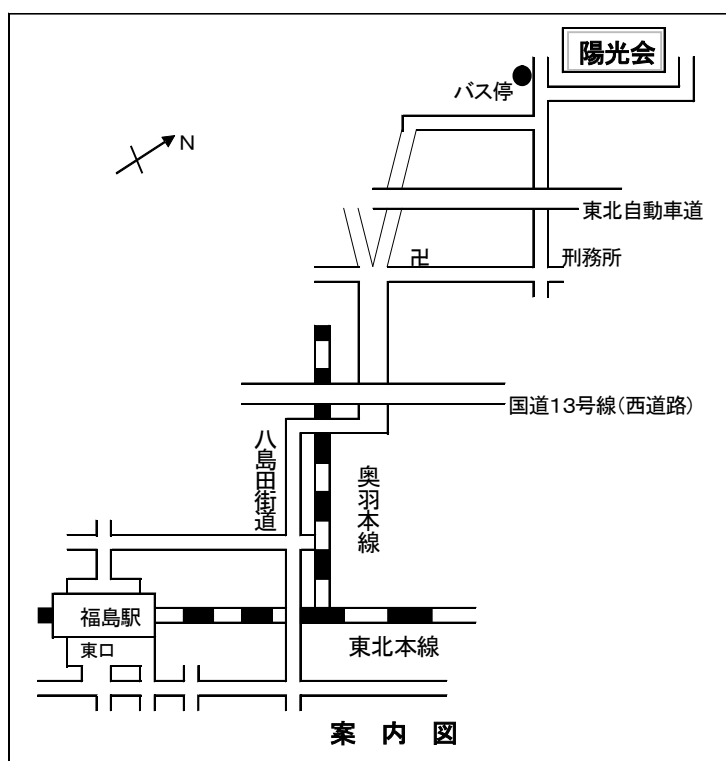 陽光会
バス停
N
東北自動車道
卍
刑務所
国道13号線(西道路)
八島田街道
奥羽本線
福島駅
東口
東北本線
案内図